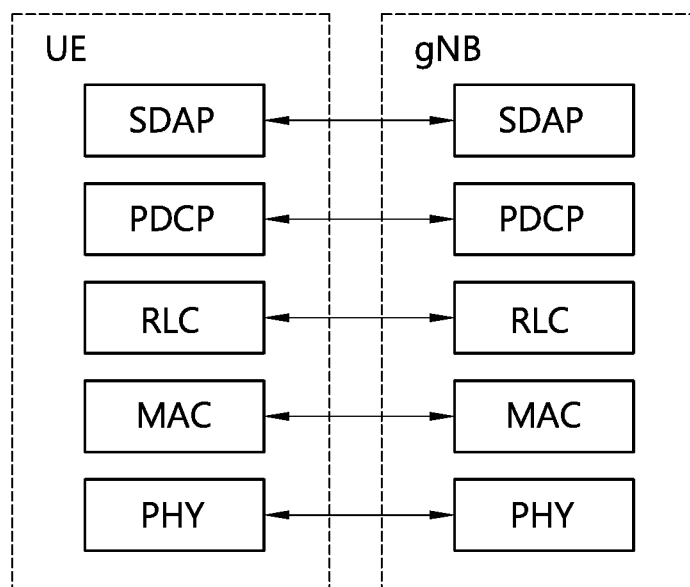 UE gNB
SDAP SDAP
PDCP PDCP
RLC RLC
MAC MAC
PHY PHY